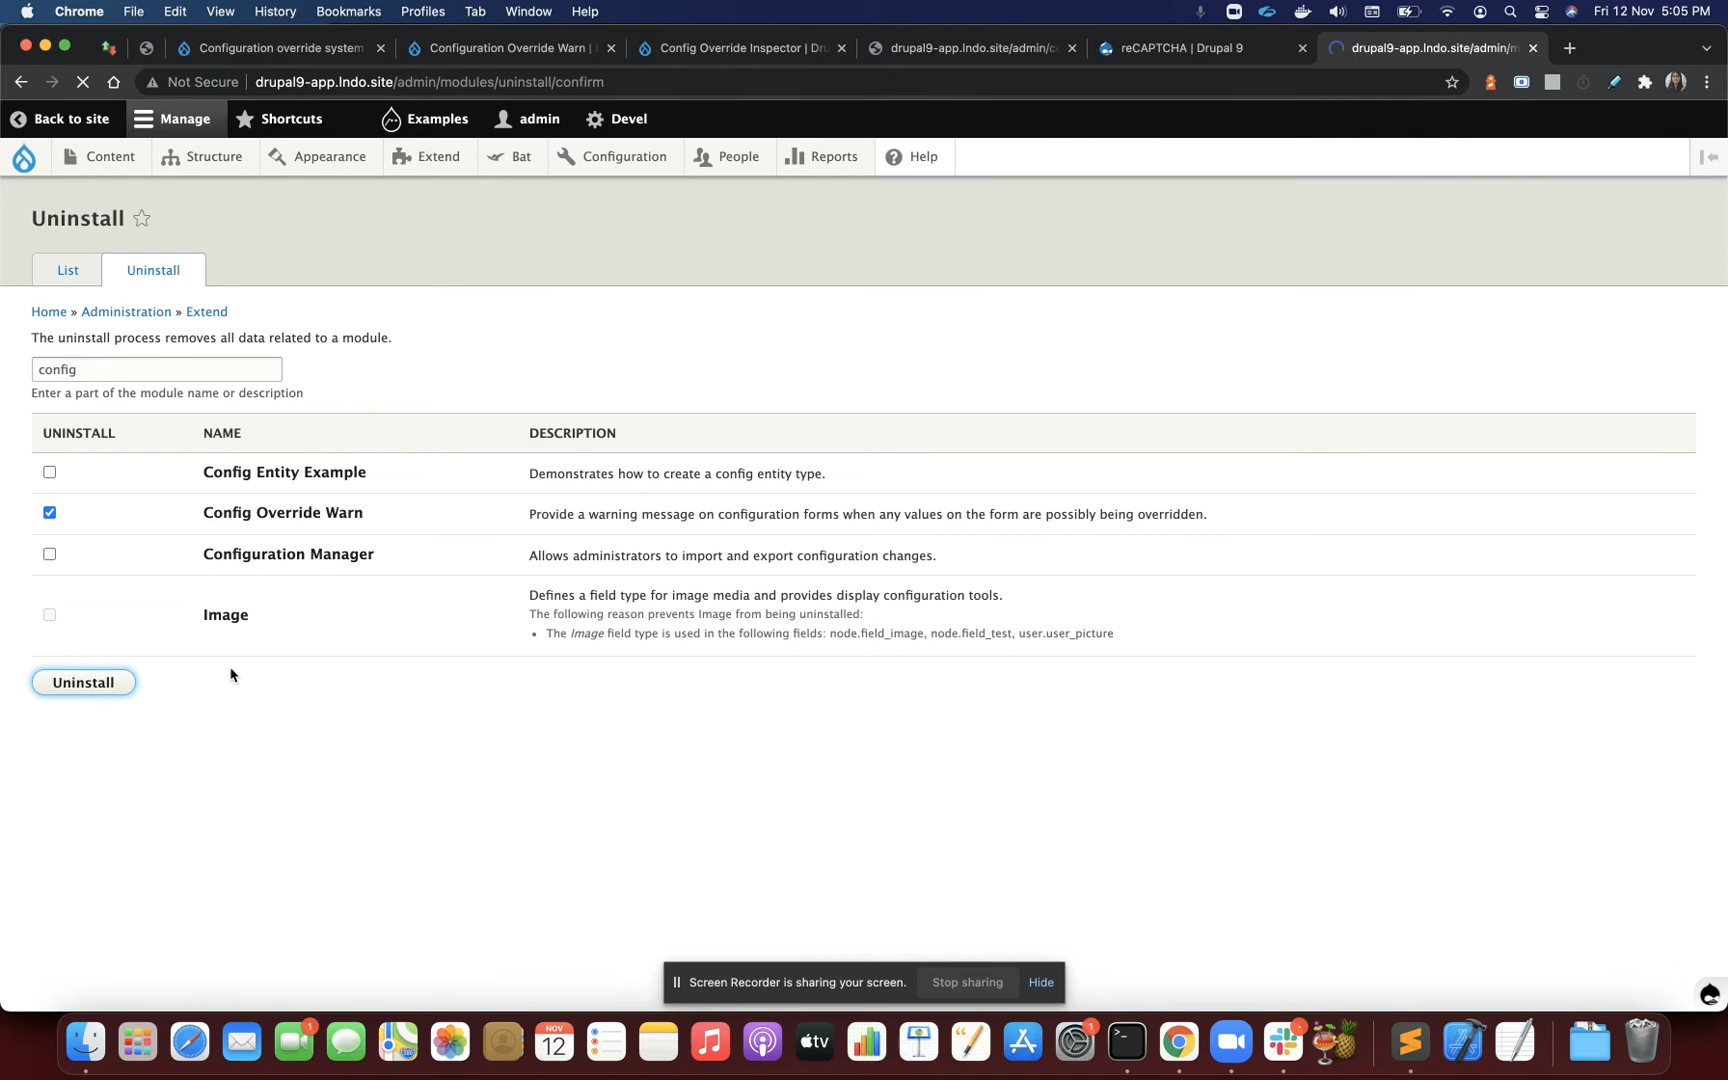 Chrome File Edit View History Bookmarks Profiles Tab Window Help Fri 12 Nov 5:05 PM
Configuration override system Configuration Override Warn | Config Override Inspector | Dru drupal9-app.lndo.site/admin/co reCAPTCHA | Drupal 9 drupal9-app.lndo.site/admin/m
Not Secure drupal9-app.lndo.site/admin/modules/uninstall/confirm
Back to site Manage Shortcuts Examples admin Devel
Content Structure Appearance Extend Bat Configuration People Reports Help
Uninstall
List Uninstall
Home » Administration » Extend
The uninstall process removes all data related to a module.
config
Enter a part of the module name or description
UNINSTALL NAME DESCRIPTION
Config Entity Example Demonstrates how to create a config entity type.
Config Override Warn Provide a warning message on configuration forms when any values on the form are possibly being overridden.
Configuration Manager Allows administrators to import and export configuration changes.
Image Defines a field type for image media and provides display configuration tools.
The following reason prevents Image from being uninstalled:
• The Image field type is used in the following fields: node.field_image, node.field_test, user.user_picture
Uninstall
Screen Recorder is sharing your screen. Stop sharing Hide
1 NOV 12 tv 1 1